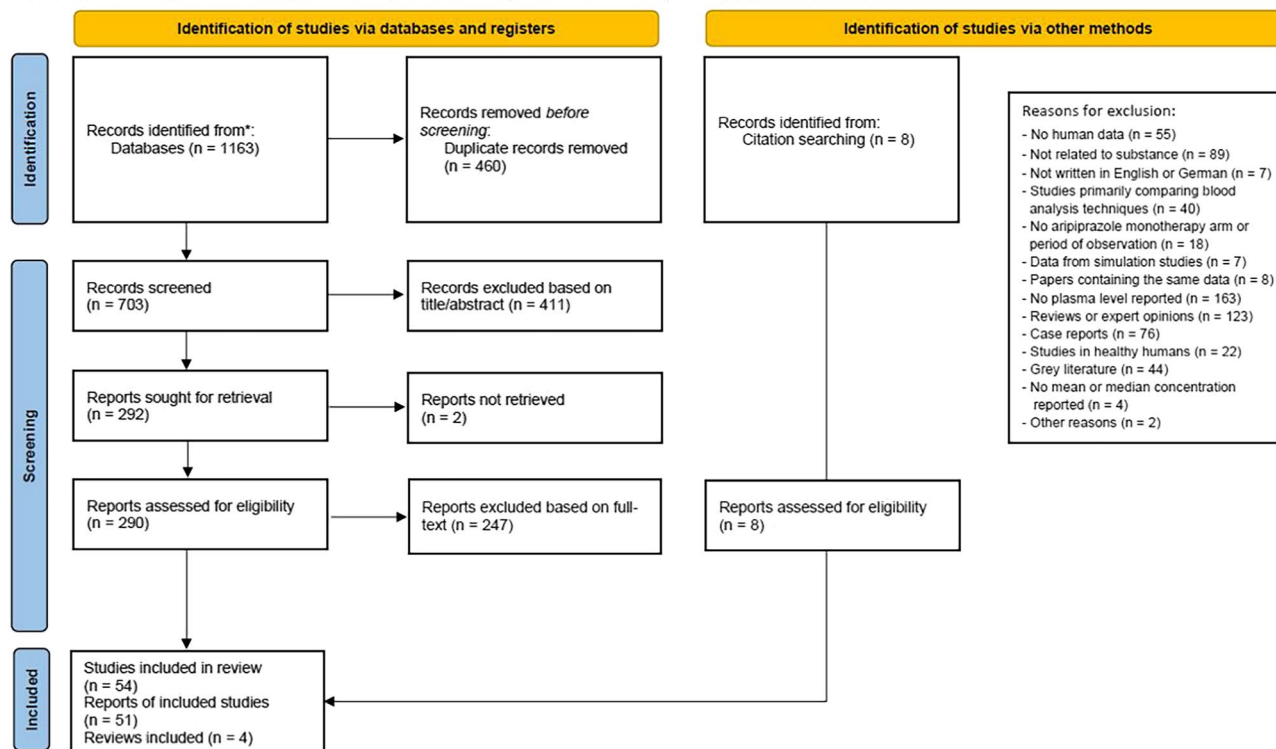 Identification of studies via databases and registers
Identification of studies via other methods
Identification
Records identified from*:
Databases (n = 1163)
Records removed before
screening:
Duplicate records removed
(n = 460)
Records identified from:
Citation searching (n = 8)
Reasons for exclusion:
- No human data (n = 55)
- Not related to substance (n = 89)
- Not written in English or German (n = 7)
- Studies primarily comparing blood
analysis techniques (n = 40)
- No aripiprazole monotherapy arm or
period of observation (n = 18)
- Data from simulation studies (n = 7)
- Papers containing the same data (n = 8)
- No plasma level reported (n = 163)
- Reviews or expert opinions (n = 123)
- Case reports (n = 76)
- Studies in healthy humans (n = 22)
- Grey literature (n = 44)
- No mean or median concentration
reported (n = 4)
- Other reasons (n = 2)
Screening
Records screened
(n = 703)
Records excluded based on
title/abstract (n = 411)
Reports sought for retrieval
(n = 292)
Reports not retrieved
(n = 2)
Reports assessed for eligibility
(n = 290)
Reports excluded based on full-
text (n = 247)
Reports assessed for eligibility
(n = 8)
Included
Studies included in review
(n = 54)
Reports of included studies
(n = 51)
Reviews included (n = 4)